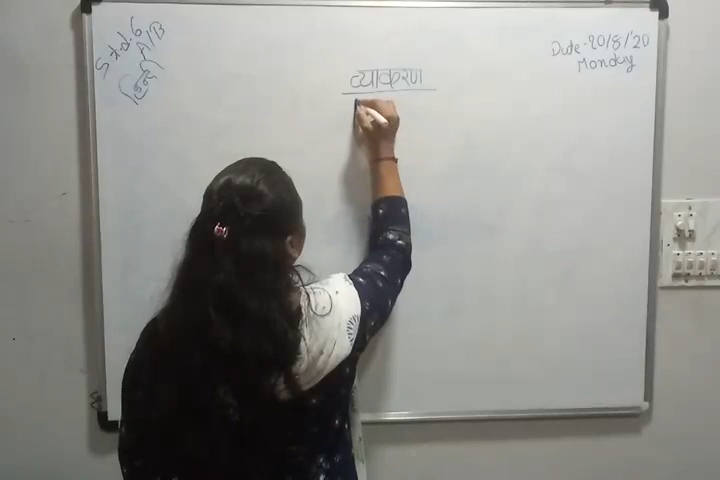 Std. 6
A/B
हिन्दी
Date-20/8/'20
Monday
व्याकरण